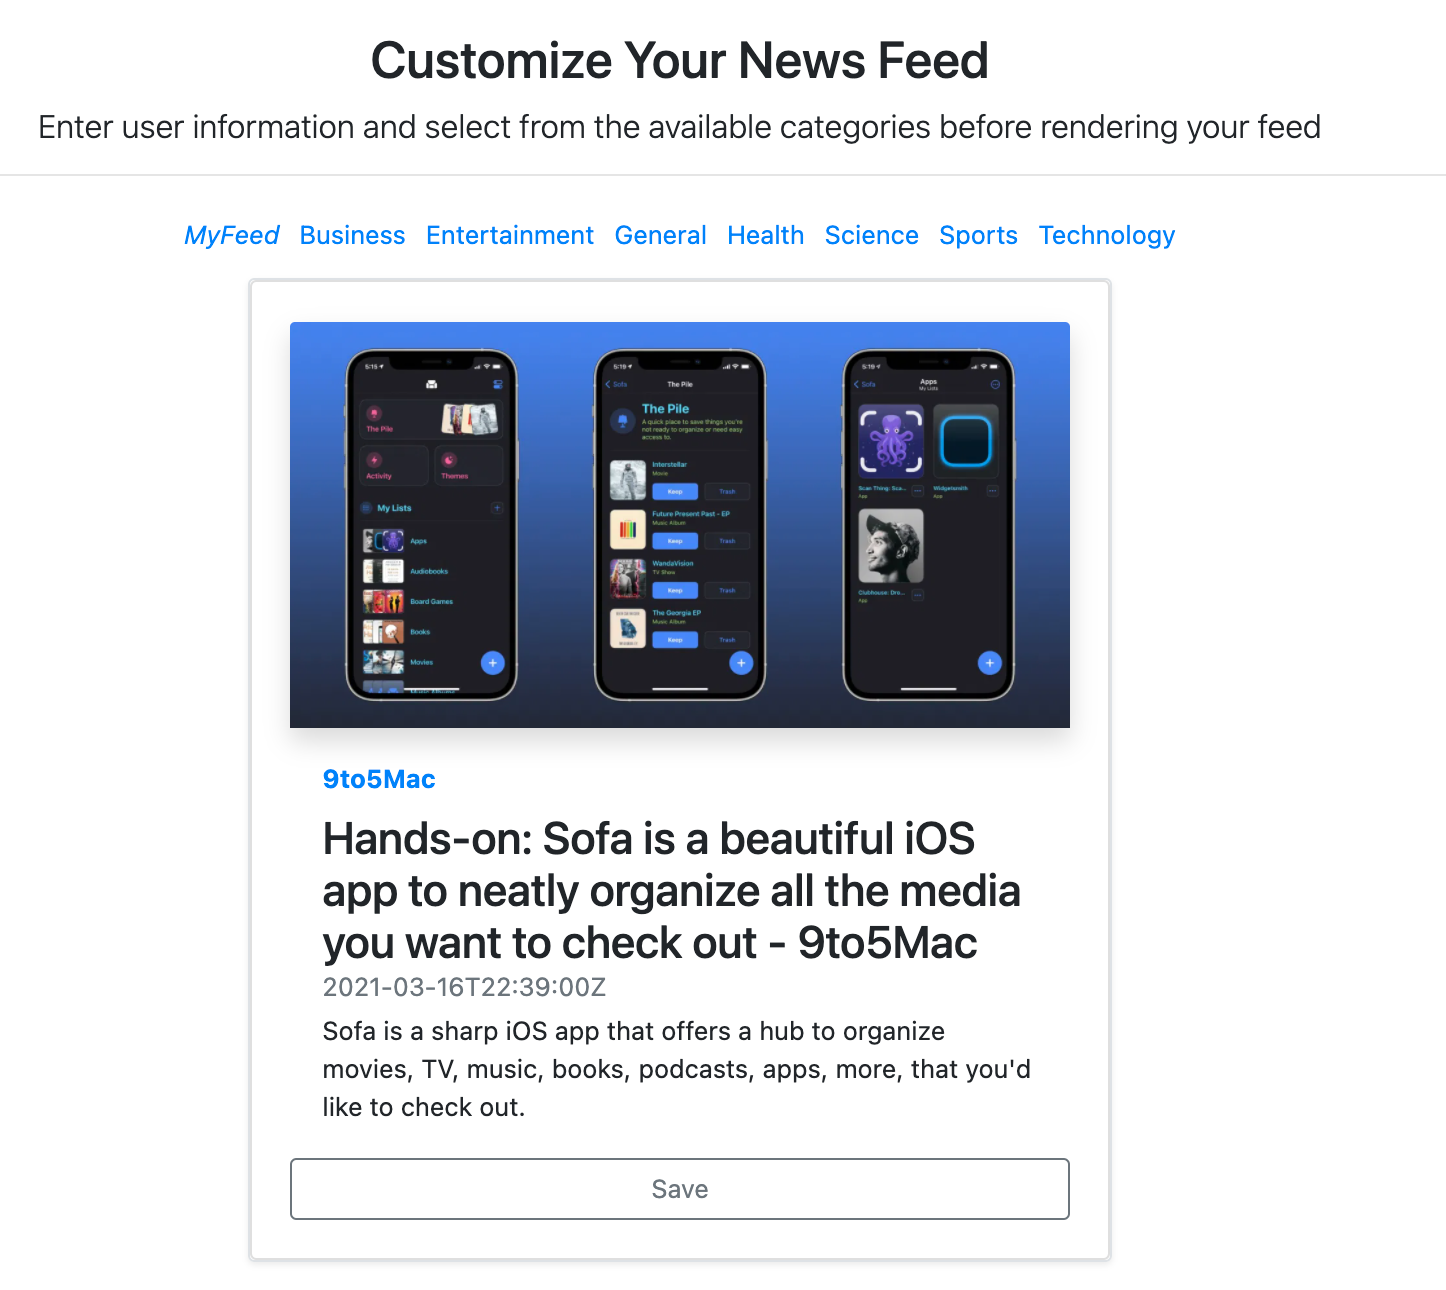 Customize Your News Feed
Enter user information and select from the available categories before rendering your feed
MyFeed Business Entertainment General Health Science Sports Technology
5:15
The Pile
Activity
Themes
My Lists
Apps
Audiobooks
Board Games
Books
Movies
Music Albums
5:19
Sofa
The Pile
The Pile
A quick place to save things you're
not ready to organize or need easy
access to.
Interstellar
Movie
Keep Trash
Future Present Past - EP
Music Album
Keep Trash
WandaVision
TV Show
Keep Trash
The Georgia EP
Music Album
Keep Trash
5:19
Sofa
Apps
My Lists
Scan Thing: Sca...
App
Widgetsmith
App
Clubhouse: Dro...
App
9to5Mac
Hands-on: Sofa is a beautiful iOS
app to neatly organize all the media
you want to check out - 9to5Mac
2021-03-16T22:39:00Z
Sofa is a sharp iOS app that offers a hub to organize
movies, TV, music, books, podcasts, apps, more, that you'd
like to check out.
Save